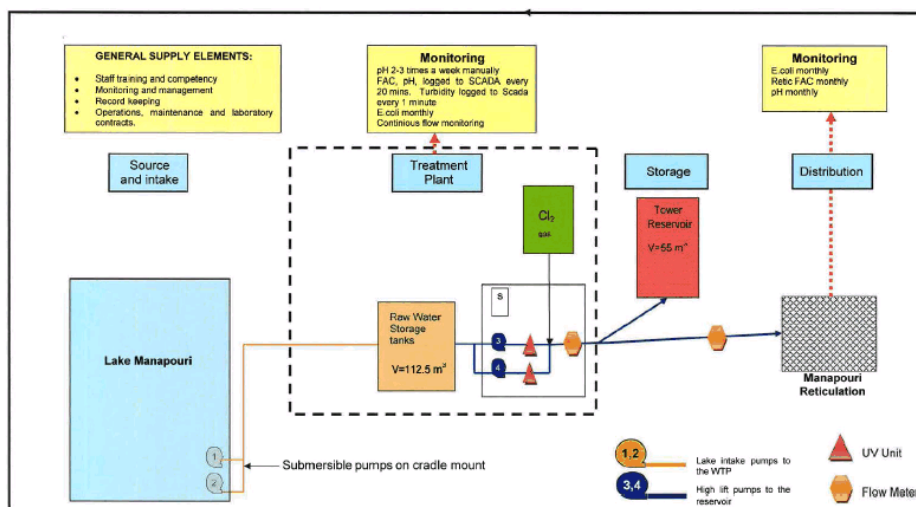 GENERAL SUPPLY ELEMENTS:
• Staff training and competency
• Monitoring and management
• Record keeping
• Operations, maintenance and laboratory
contracts.
Monitoring
pH 2-3 times a week manually
FAC, pH, logged to SCADA every
20 mins. Turbidity logged to Scada
every 1 minute
E.coli monthly
Continious flow monitoring
Monitoring
E.coli monthly
Retic FAC monthly
pH monthly
Source
and intake
Treatment
Plant
Storage
Distribution
Cl2
gas
Tower
Reservoir
V=55 m3
S
Raw Water
Storage
tanks
V=112.5 m3
3
4
Lake Manapouri
1
2
Submersible pumps on cradle mount
Manapouri
Reticulation
1,2
Lake intake pumps to
the WTP
3,4
High lift pumps to the
reservoir
UV Unit
Flow Meter